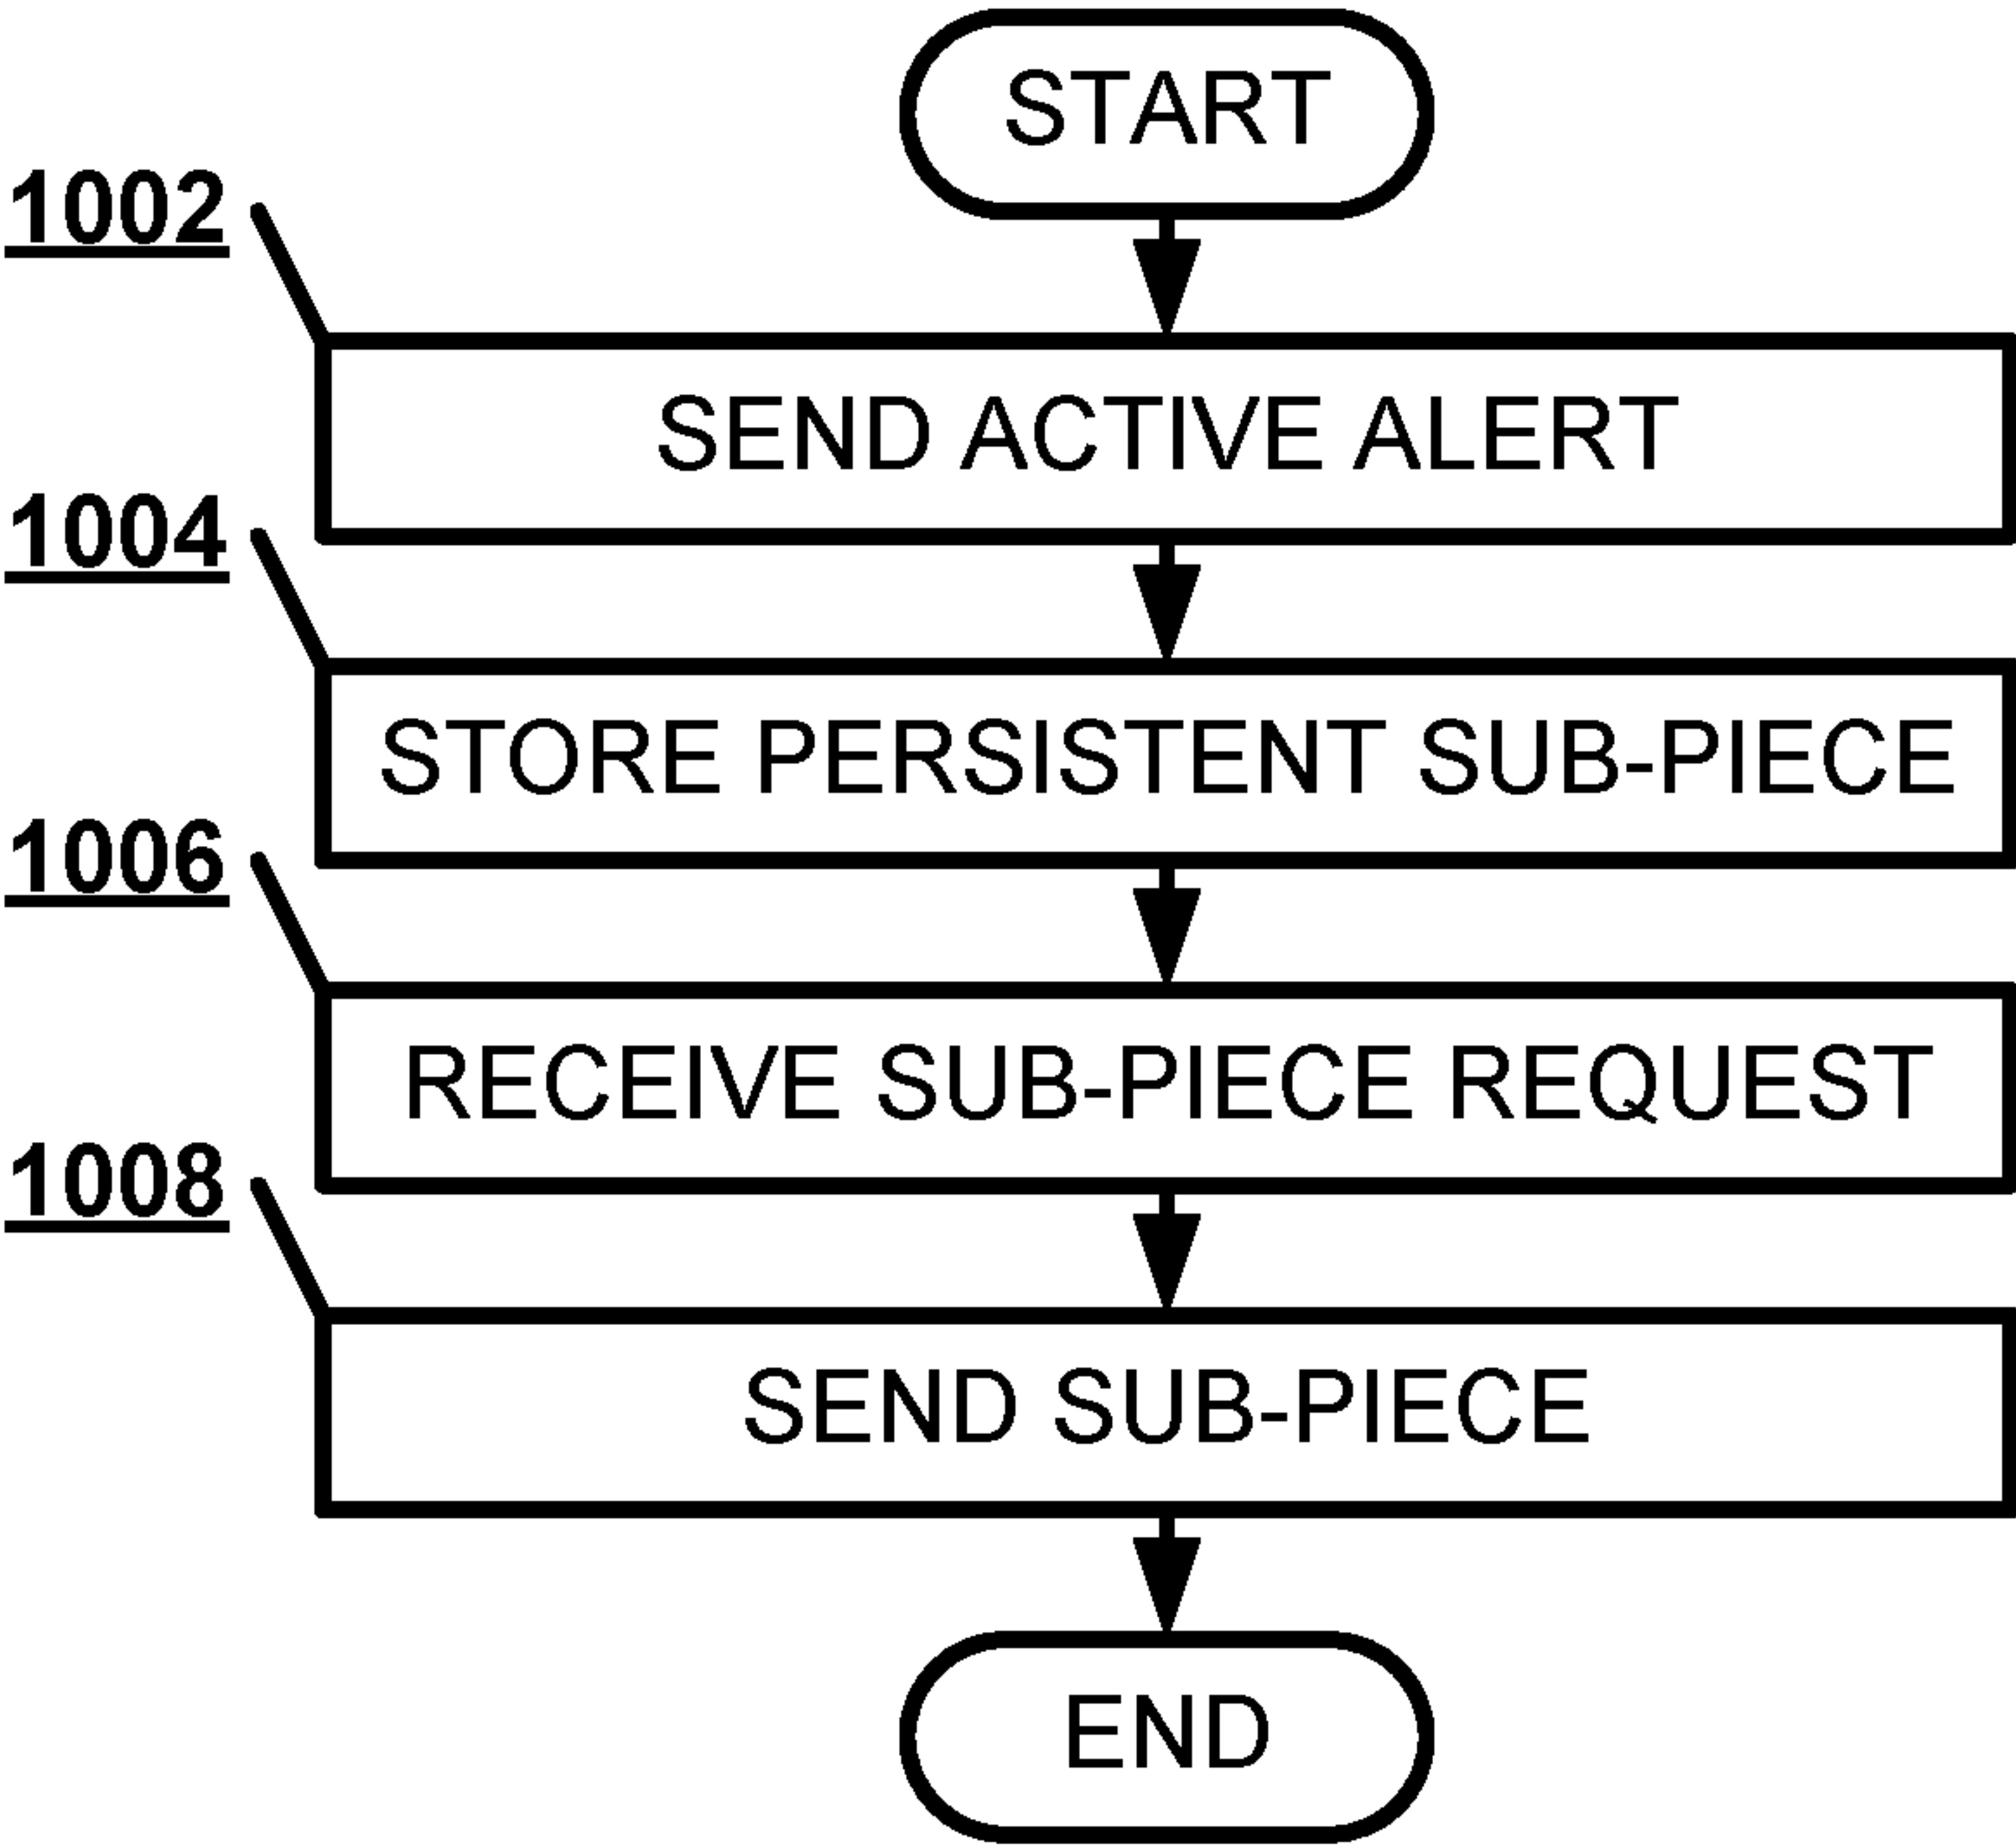 START
1002
SEND ACTIVE ALERT
1004
STORE PERSISTENT SUB-PIECE
1006
RECEIVE SUB-PIECE REQUEST
1008
SEND SUB-PIECE
END